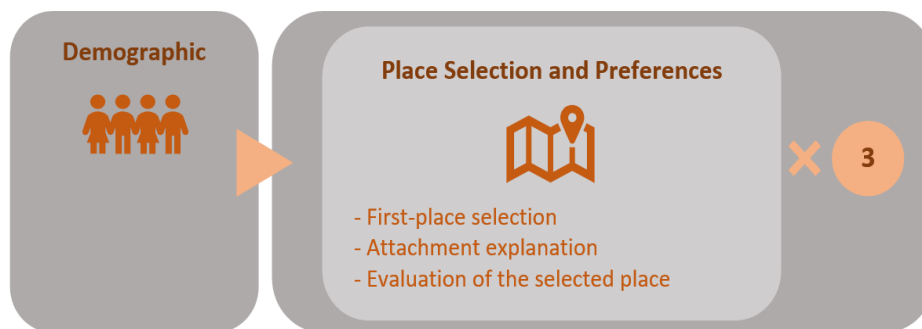 Demographic
Place Selection and Preferences
3
- First-place selection
- Attachment explanation
- Evaluation of the selected place